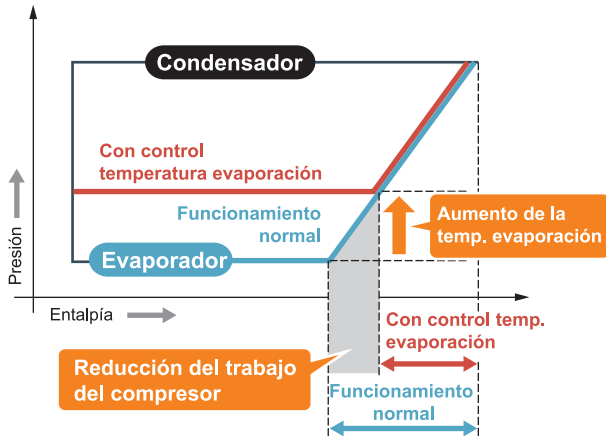 Condensador
Con control
temperatura evaporación
Funcionamiento
normal
Aumento de la
temp. evaporación
Evaporador
Presión
Entalpía
Con control temp.
evaporación
Reducción del trabajo
del compresor
Funcionamiento
normal